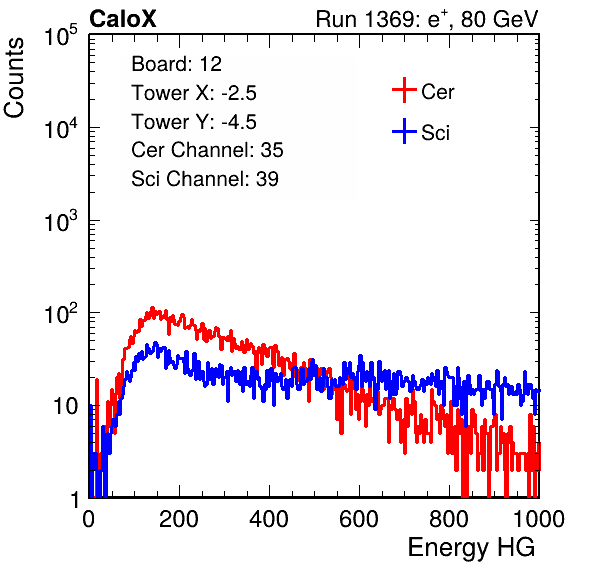 CaloX Run 1369: e⁺, 80 GeV
Counts
Board: 12
Tower X: -2.5
Tower Y: -4.5
Cer Channel: 35
Sci Channel: 39
Cer
Sci
10⁵
10⁴
10³
10²
10
1
0 200 400 600 800 1000
Energy HG